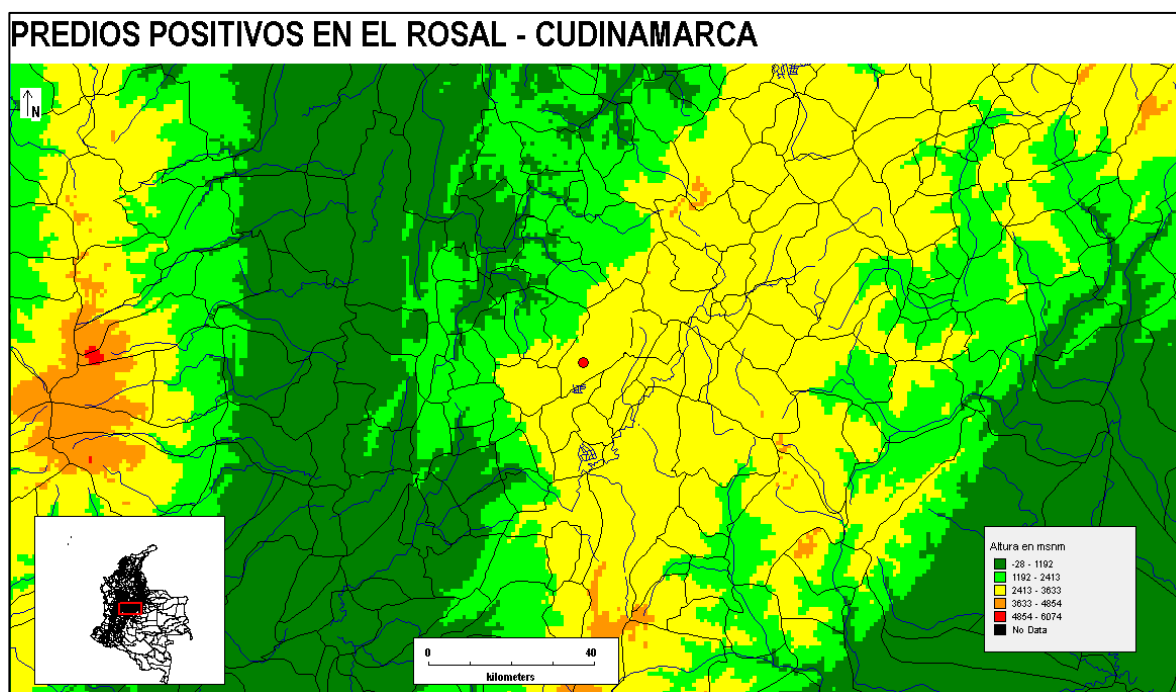 PREDIOS POSITIVOS EN EL ROSAL - CUDINAMARCA
N
Altura en msnm
-28 - 1192
1192 - 2413
2413 - 3633
3633 - 4854
4854 - 6074
No Data
0 40
kilometers